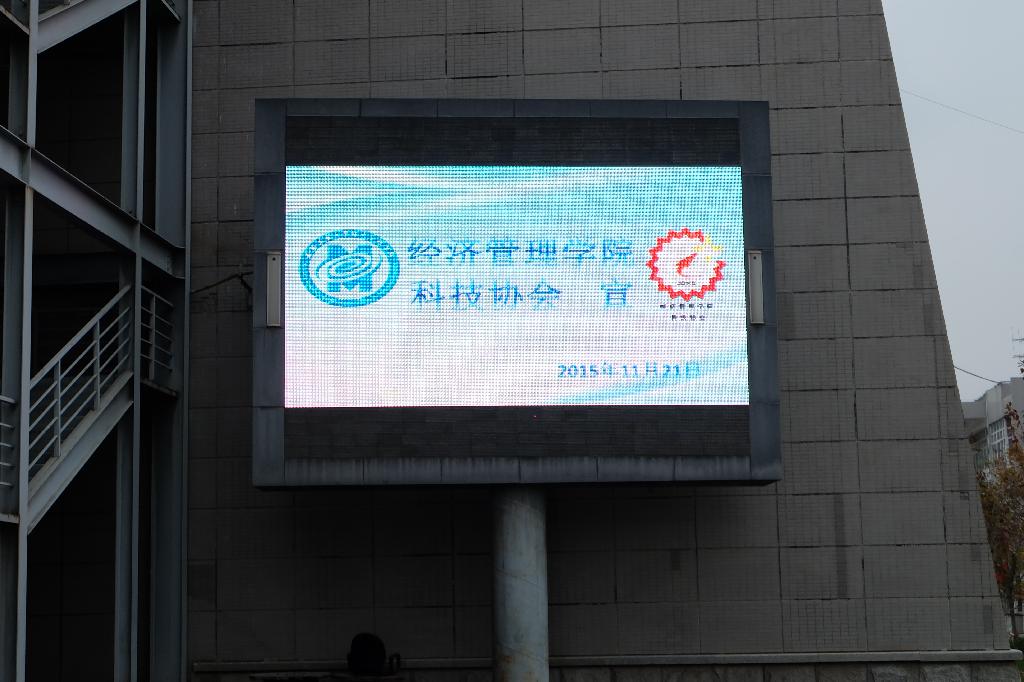 经济管理学院
科技协会 宣
2015年11月21日